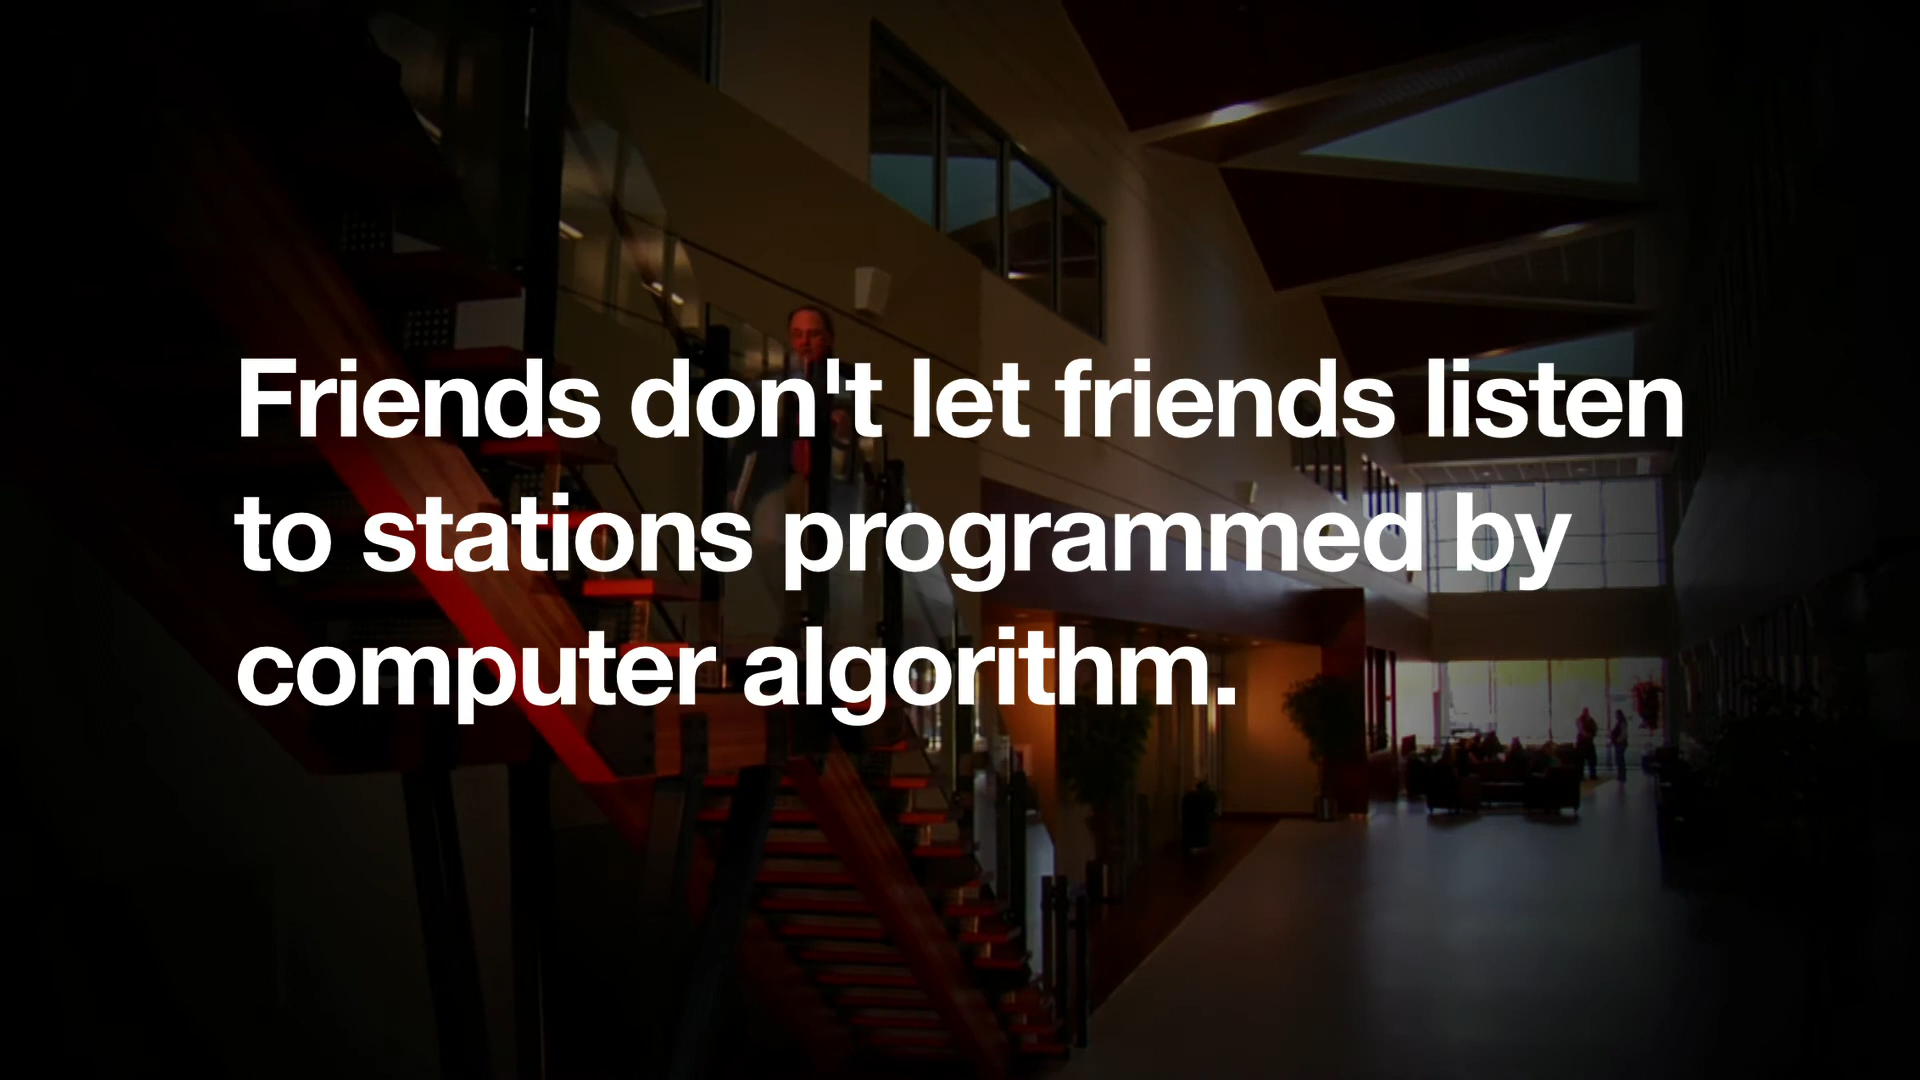 Friends don't let friends listen
to stations programmed by
computer algorithm.